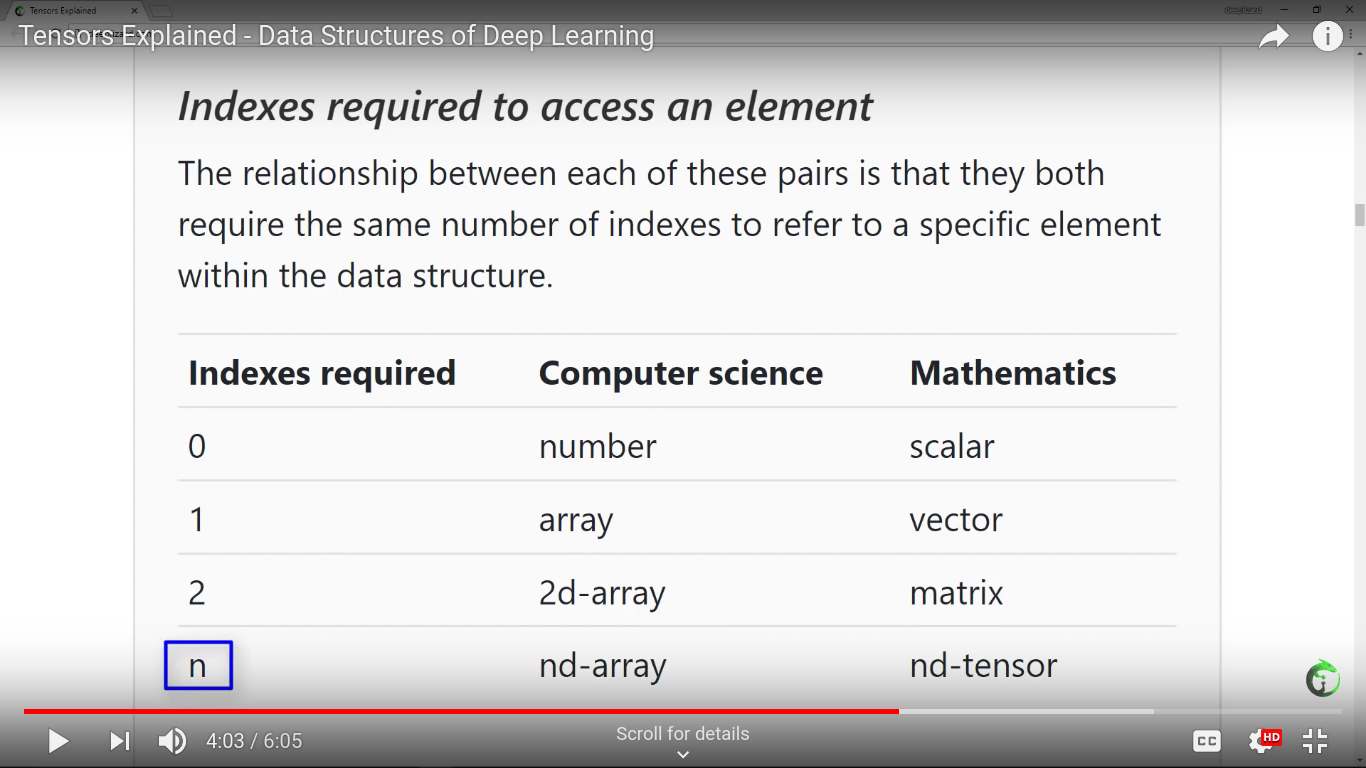 Tensors Explained
deeplizard
Tensors Explained - Data Structures of Deep Learning
Indexes required to access an element
The relationship between each of these pairs is that they both
require the same number of indexes to refer to a specific element
within the data structure.
Indexes required Computer science Mathematics
0 number scalar
1 array vector
2 2d-array matrix
n nd-array nd-tensor
4:03 / 6:05
Scroll for details
CC
HD